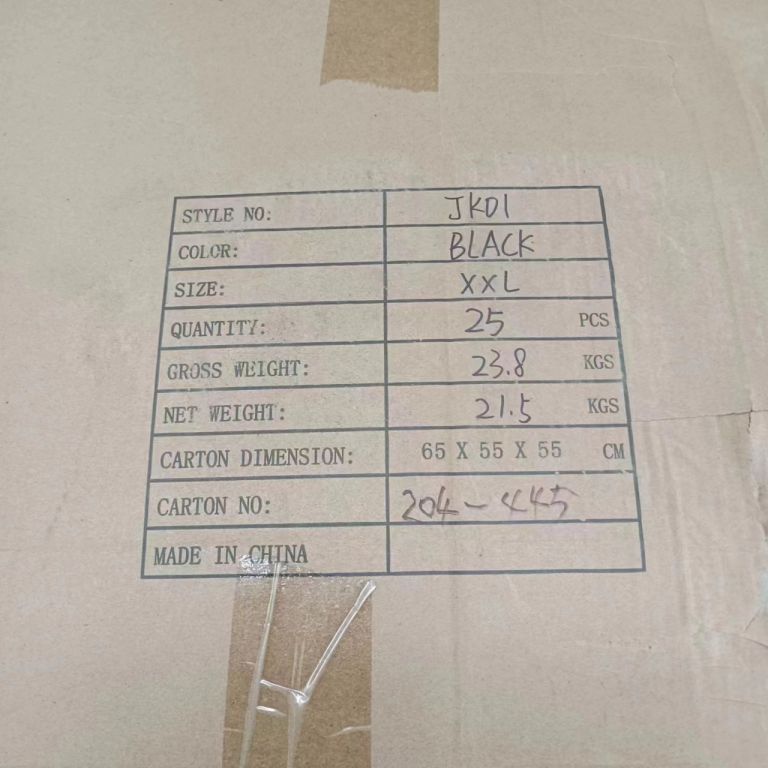 STYLE NO: JK01
COLOR: BLACK
SIZE: XXL
QUANTITY: 25 PCS
GROSS WEIGHT: 23.8 KGS
NET WEIGHT: 21.5 KGS
CARTON DIMENSION: 65 X 55 X 55 CM
CARTON NO: 204-445
MADE IN CHINA